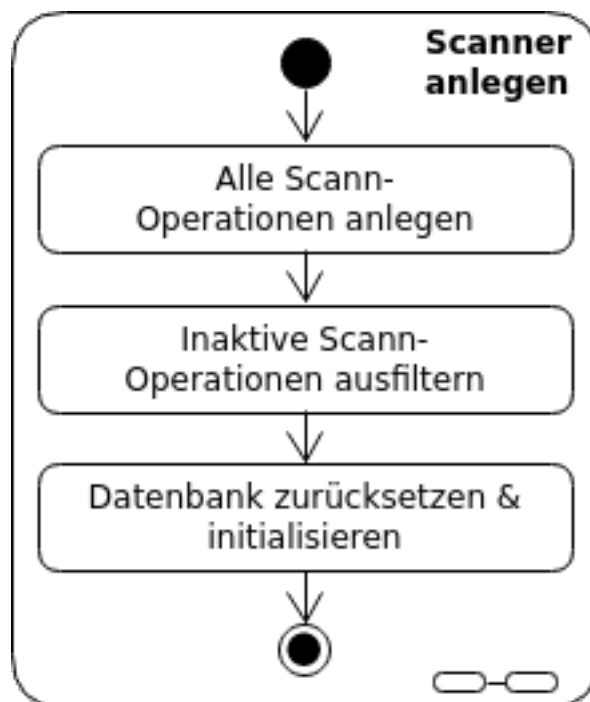 Scanner
anlegen
Alle Scann-
Operationen anlegen
Inaktive Scann-
Operationen ausfiltern
Datenbank zurücksetzen &
initialisieren